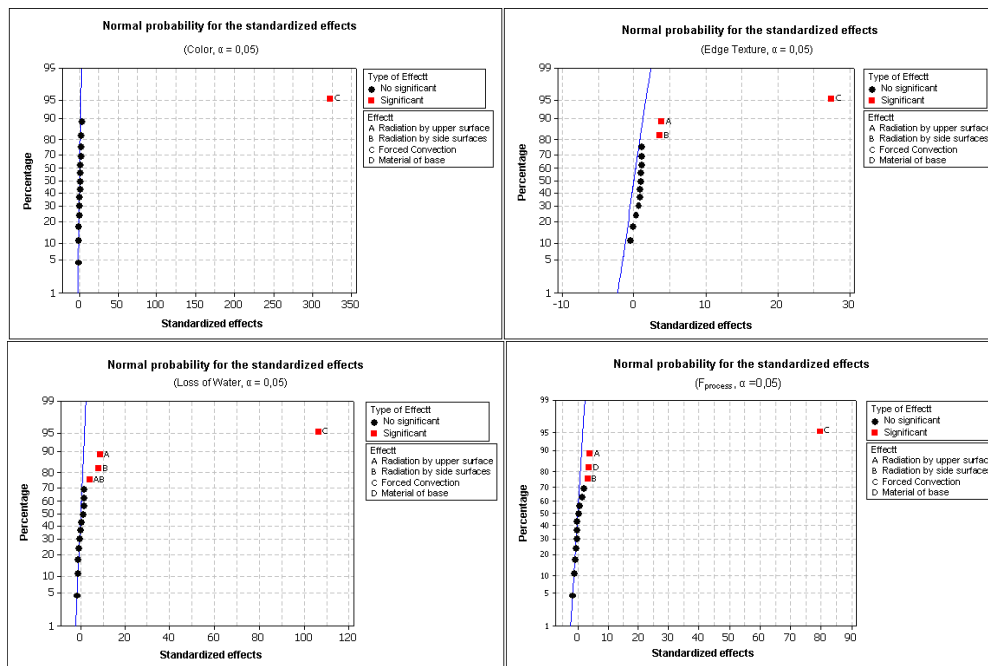 Normal probability for the standardized effects
(Color, α = 0,05)
99
95
90
80
70
60
50
40
30
20
10
5
1
Percentage
C
0
50
100
150
200
250
300
350
Standardized effects
Type of Effectt
No significant
Significant
Effectt
A Radiation by upper surface
B Radiation by side surfaces
C Forced Convection
D Material of base
Normal probability for the standardized effects
(Edge Texture, α = 0,05)
99
95
90
80
70
60
50
40
30
20
10
5
1
Percentage
C
A
B
-10
0
10
20
30
Standardized effects
Type of Effectt
No significant
Significant
Effectt
A Radiation by upper surface
B Radiation by side surfaces
C Forced Convection
D Material of base
Normal probability for the standardized effects
(Loss of Water, α = 0,05)
99
95
90
80
70
60
50
40
30
20
10
5
1
Percentage
C
A
B
AB
0
20
40
60
80
100
120
Standardized effects
Type of Effectt
No significant
Significant
Effectt
A Radiation by upper surface
B Radiation by side surfaces
C Forced Convection
D Material of base
Normal probability for the standardized effects
(Fprocess, α =0,05)
99
95
90
80
70
60
50
40
30
20
10
5
1
Percentage
C
A
D
B
0
10
20
30
40
50
60
70
80
90
Standardized effects
Type of Effectt
No significant
Significant
Effectt
A Radiation by upper surface
B Radiation by side surfaces
C Forced Convection
D Material of base